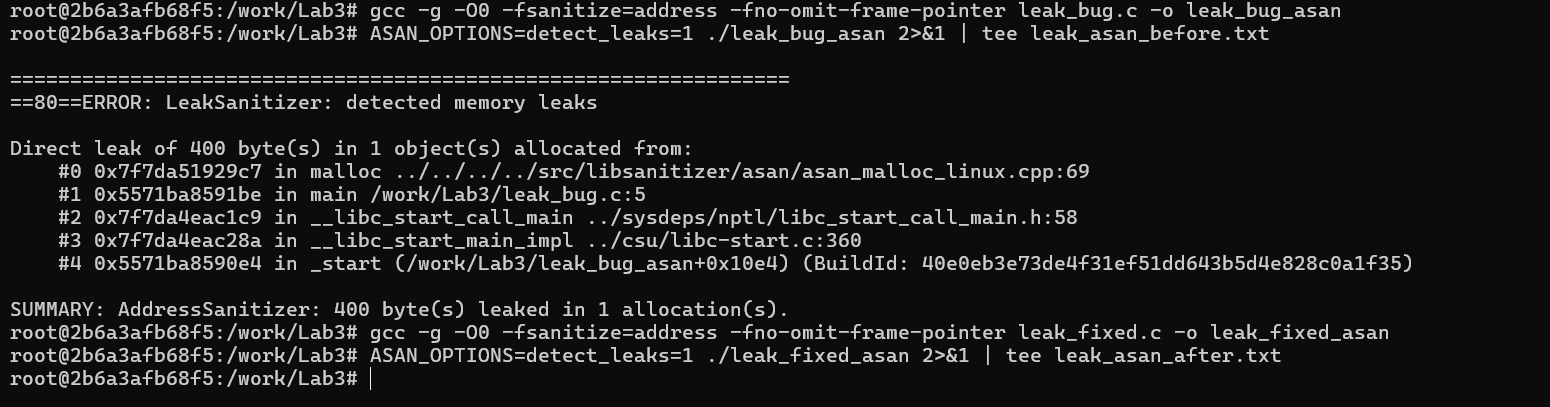 root@2b6a3afb68f5:/work/Lab3# gcc -g -O0 -fsanitize=address -fno-omit-frame-pointer leak_bug.c -o leak_bug_asan
root@2b6a3afb68f5:/work/Lab3# ASAN_OPTIONS=detect_leaks=1 ./leak_bug_asan 2>&1 | tee leak_asan_before.txt

=================================================================
==80==ERROR: LeakSanitizer: detected memory leaks

Direct leak of 400 byte(s) in 1 object(s) allocated from:
    #0 0x7f7da51929c7 in malloc ../../../../src/libsanitizer/asan/asan_malloc_linux.cpp:69
    #1 0x5571ba8591be in main /work/Lab3/leak_bug.c:5
    #2 0x7f7da4eac1c9 in __libc_start_call_main ../sysdeps/nptl/libc_start_call_main.h:58
    #3 0x7f7da4eac28a in __libc_start_main_impl ../csu/libc-start.c:360
    #4 0x5571ba8590e4 in _start (/work/Lab3/leak_bug_asan+0x10e4) (BuildId: 40e0eb3e73de4f31ef51dd643b5d4e828c0a1f35)

SUMMARY: AddressSanitizer: 400 byte(s) leaked in 1 allocation(s).
root@2b6a3afb68f5:/work/Lab3# gcc -g -O0 -fsanitize=address -fno-omit-frame-pointer leak_fixed.c -o leak_fixed_asan
root@2b6a3afb68f5:/work/Lab3# ASAN_OPTIONS=detect_leaks=1 ./leak_fixed_asan 2>&1 | tee leak_asan_after.txt
root@2b6a3afb68f5:/work/Lab3#